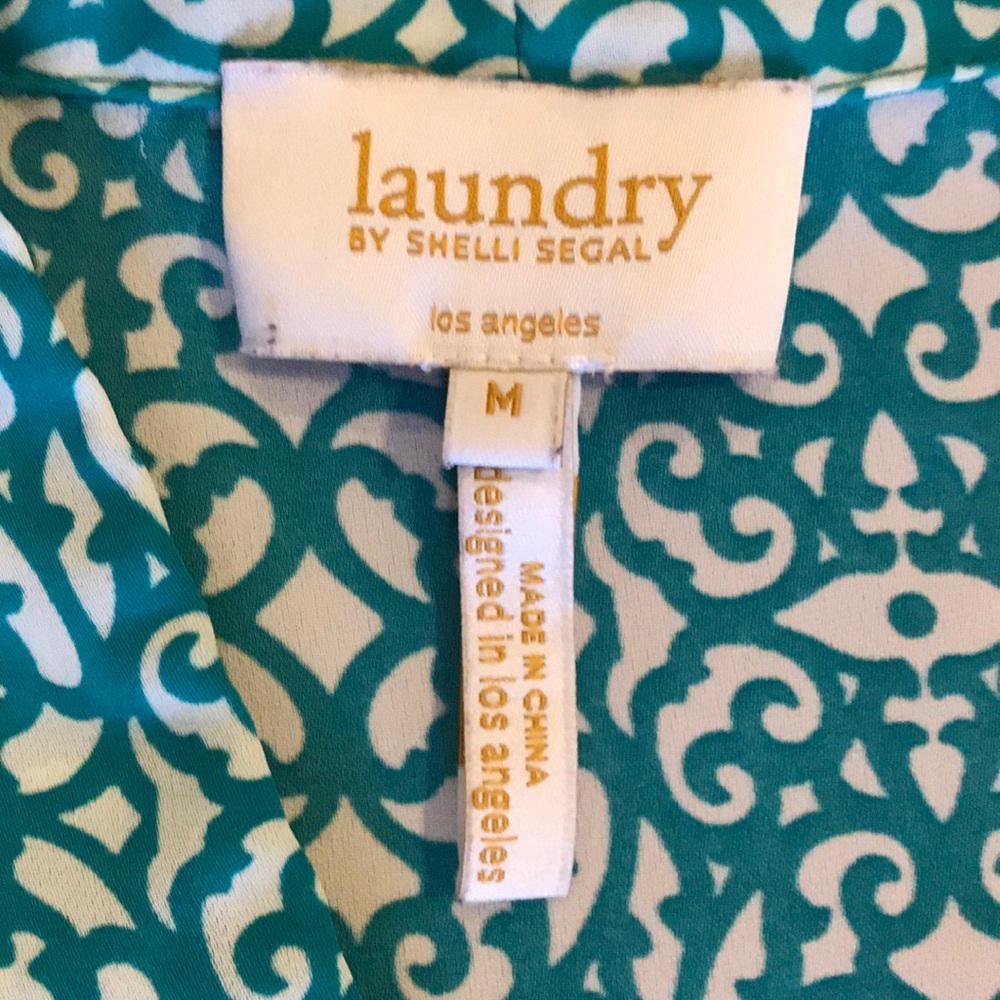 laundry
BY SHELLI SEGAL
los angeles
M
MADE IN CHINA
designed in los angeles